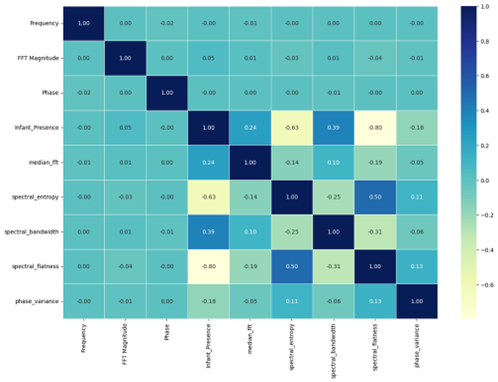 Frequency 1.00 0.00 -0.02 -0.00 -0.01 -0.00 -0.00 0.00 -0.00
FFT Magnitude 0.00 1.00 0.00 0.05 0.01 -0.03 0.01 -0.04 -0.01
Phase -0.02 0.00 1.00 -0.00 0.00 -0.00 -0.01 -0.00 0.00
Infant_Presence -0.00 0.05 -0.00 1.00 0.24 -0.63 0.39 -0.80 -0.18
median_fft -0.01 0.01 0.00 0.24 1.00 -0.14 0.10 -0.19 -0.05
spectral_entropy -0.00 -0.03 -0.00 -0.63 -0.14 1.00 -0.25 0.50 0.11
spectral_bandwidth -0.00 0.01 -0.01 0.39 0.10 -0.25 1.00 -0.31 -0.06
spectral_flatness 0.00 -0.04 -0.00 -0.80 -0.19 0.50 -0.31 1.00 0.13
phase_variance -0.00 -0.01 0.00 -0.18 -0.05 0.11 -0.06 0.13 1.00
Frequency
FFT Magnitude
Phase
Infant_Presence
median_fft
spectral_entropy
spectral_bandwidth
spectral_flatness
phase_variance
1.0
0.8
0.6
0.4
0.2
0.0
-0.2
-0.4
-0.6